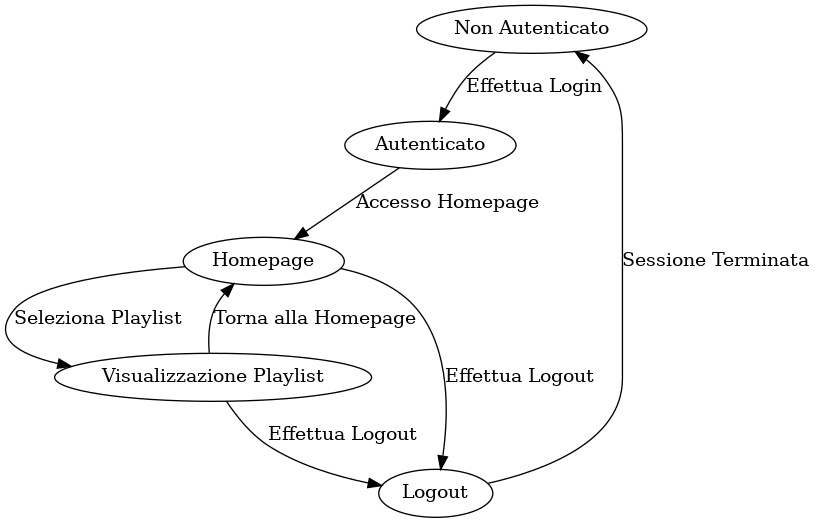 Non Autenticato
Effettua Login
Autenticato
Accesso Homepage
Homepage
Sessione Terminata
Seleziona Playlist
Torna alla Homepage
Visualizzazione Playlist
Effettua Logout
Effettua Logout
Logout